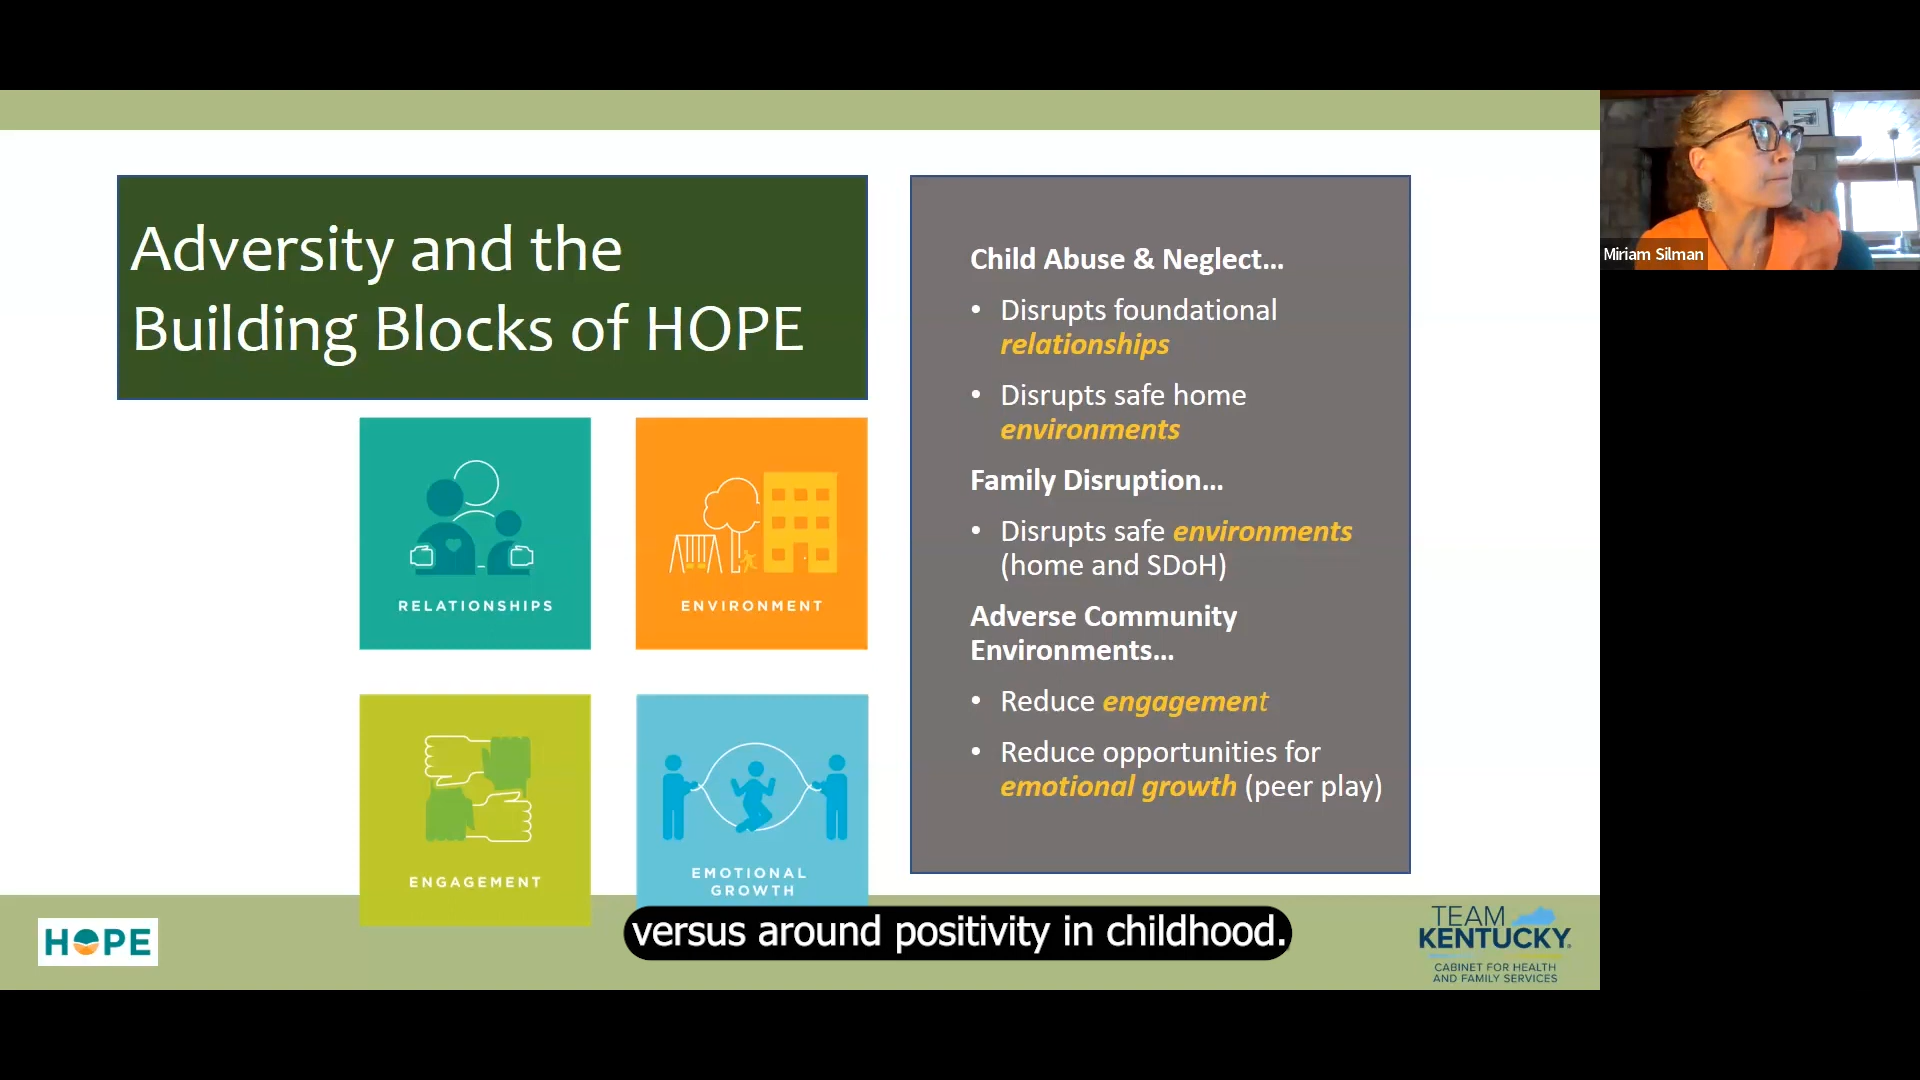 Adversity and the
Building Blocks of HOPE
RELATIONSHIPS
ENVIRONMENT
ENGAGEMENT
EMOTIONAL
GROWTH
Child Abuse & Neglect...
• Disrupts foundational
relationships
• Disrupts safe home
environments
Family Disruption...
• Disrupts safe environments
(home and SDoH)
Adverse Community
Environments...
• Reduce engagement
• Reduce opportunities for
emotional growth (peer play)
Miriam Silman
HOPE
versus around positivity in childhood.
TEAM
KENTUCKY®
CABINET FOR HEALTH
AND FAMILY SERVICES